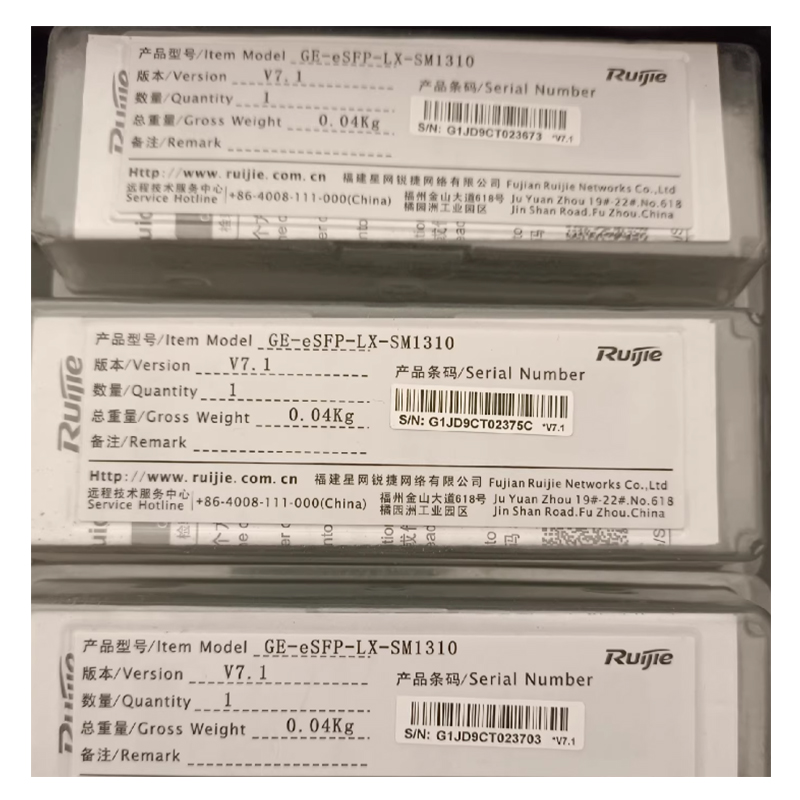 产品型号/Item Model GE-eSFP-LX-SM1310
版本/Version V7.1
数量/Quantity 1
总重量/Gross Weight 0.04Kg
备注/Remark
Ruijie
产品条码/Serial Number
S/N: G1JD9CT023673 *V7.1
Ruijie
Http://www.ruijie.com.cn 福建星网锐捷网络有限公司 Fujian Ruijie Networks Co.,Ltd
远程技术服务中心 Service Hotline +86-4008-111-000(China)
福州金山大道618号 Ju Yuan Zhou 19#-22#.No.618
橘园洲工业园区 Jin Shan Road.Fu Zhou.China
产品型号/Item Model GE-eSFP-LX-SM1310
版本/Version V7.1
数量/Quantity 1
总重量/Gross Weight 0.04Kg
备注/Remark
Ruijie
产品条码/Serial Number
S/N: G1JD9CT02375C *V7.1
Ruijie
Http://www.ruijie.com.cn 福建星网锐捷网络有限公司 Fujian Ruijie Networks Co.,Ltd
远程技术服务中心 Service Hotline +86-4008-111-000(China)
福州金山大道618号 Ju Yuan Zhou 19#-22#.No.618
橘园洲工业园区 Jin Shan Road.Fu Zhou.China
产品型号/Item Model GE-eSFP-LX-SM1310
版本/Version V7.1
数量/Quantity 1
总重量/Gross Weight 0.04Kg
备注/Remark
Ruijie
产品条码/Serial Number
S/N: G1JD9CT023703 *V7.1
Ruijie